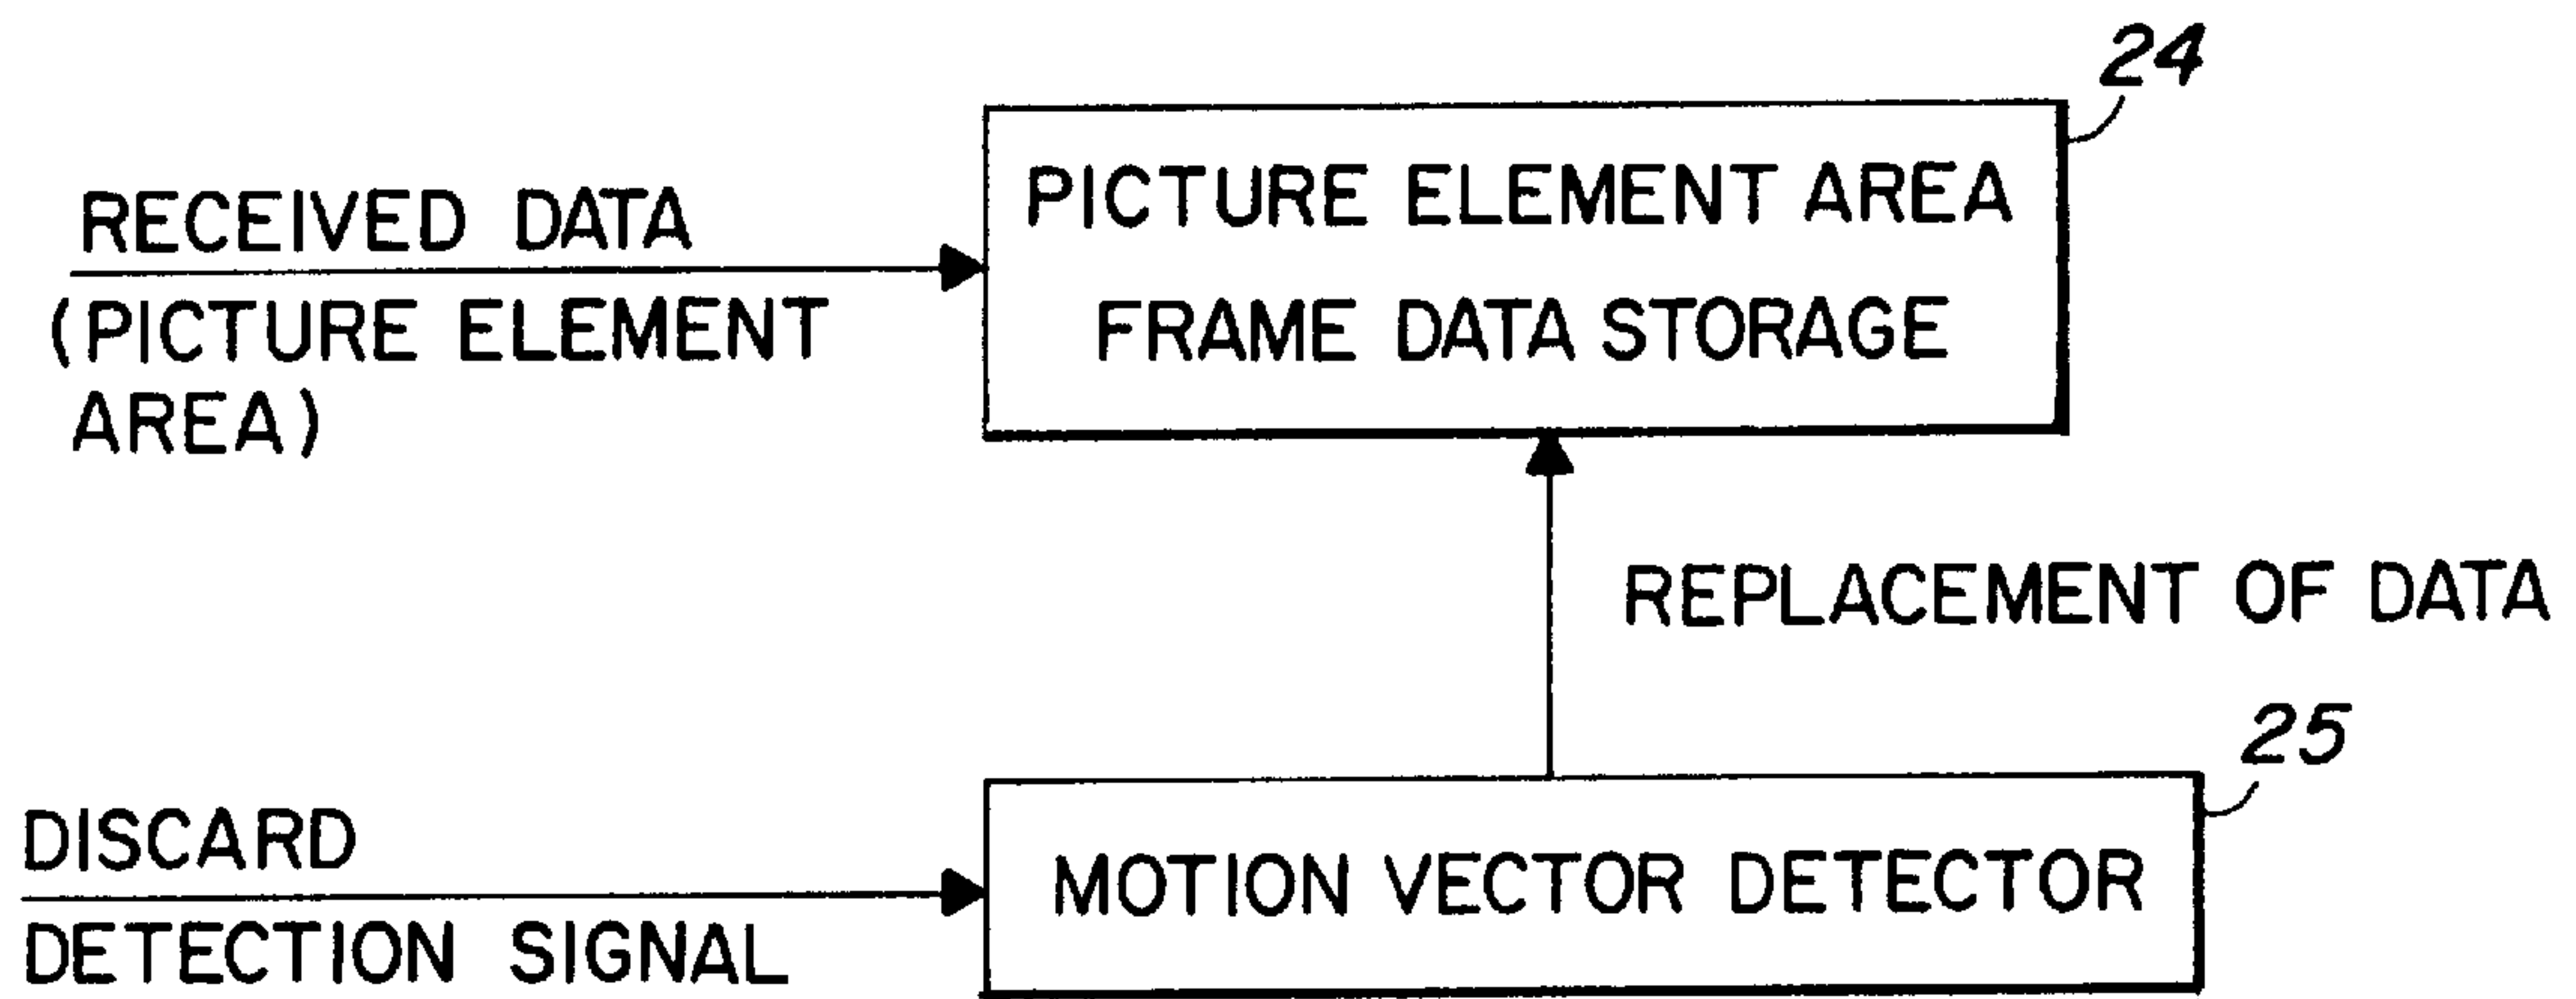 24
PICTURE ELEMENT AREA
FRAME DATA STORAGE
RECEIVED DATA
(PICTURE ELEMENT
AREA)
REPLACEMENT OF DATA
25
DISCARD
DETECTION SIGNAL
MOTION VECTOR DETECTOR